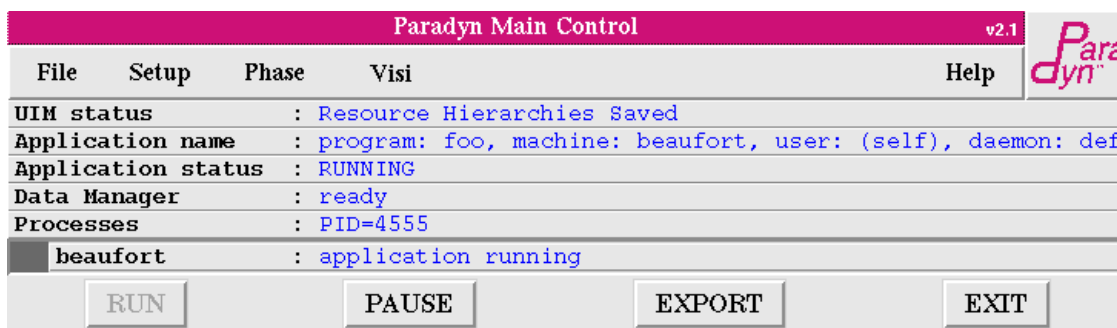 Paradyn Main Control v2.1
Para
dyn™
File Setup Phase Visi Help
UIM status : Resource Hierarchies Saved
Application name : program: foo, machine: beaufort, user: (self), daemon: def
Application status : RUNNING
Data Manager : ready
Processes : PID=4555
beaufort : application running
RUN PAUSE EXPORT EXIT